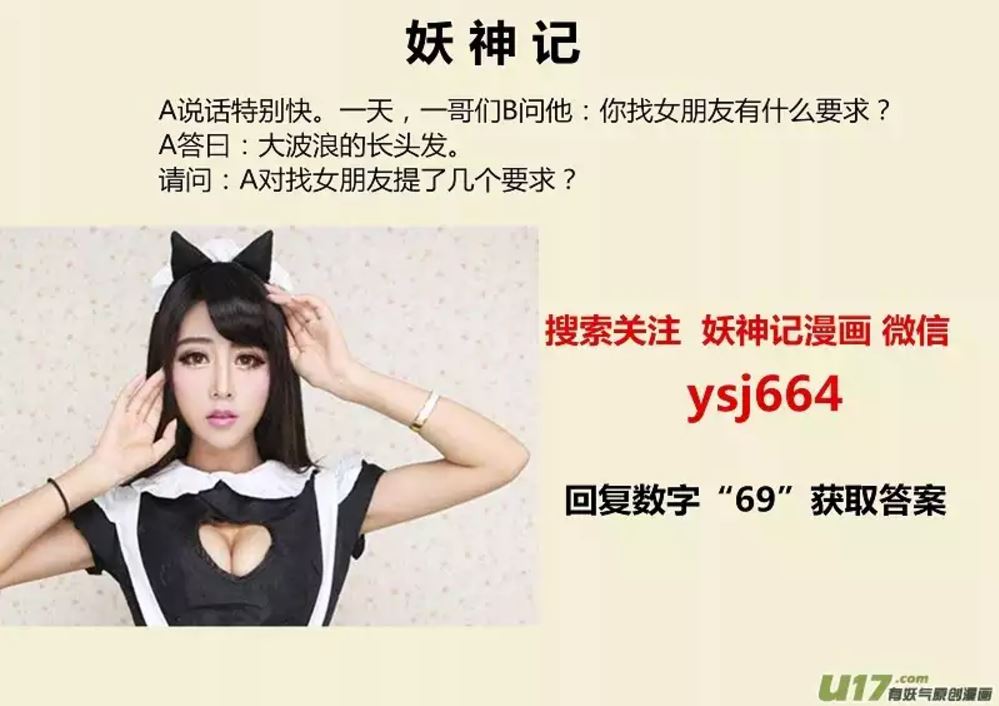 妖神记
A说话特别快。一天，一哥们B问他：你找女朋友有什么要求？
A答曰：大波浪的长头发。
请问：A对找女朋友提了几个要求？
搜索关注 妖神记漫画 微信
ysj664
回复数字“69”获取答案
U17.com
有妖气原创漫画